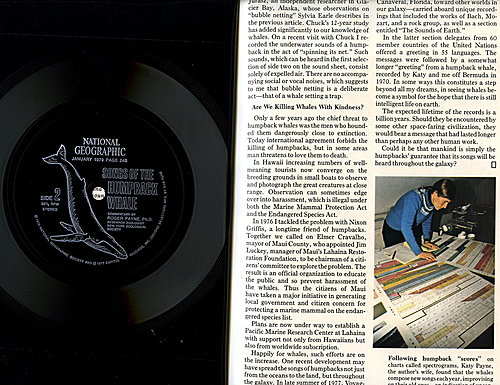 NATIONAL
GEOGRAPHIC
JANUARY 1979 PAGE 24B
SONGS OF THE
HUMPBACK
WHALE
SIDE 2
33⅓ RPM
STEREO
COMMENTARY BY
ROGER PAYNE, PH.D.
RESEARCH ZOOLOGIST
NEW YORK ZOOLOGICAL
SOCIETY
Jurasz, an independent researcher in Gla-
cier Bay, Alaska, whose observations on
"bubble netting" Sylvia Earle describes in
the previous article. Chuck's 12-year study
has added significantly to our knowledge of
whales. On a recent visit with Chuck I re-
corded the underwater sounds of a hump-
back in the act of "spinning its net." Such
sounds, which can be heard in the first selec-
tion of side two on the sound sheet, consist
solely of expelled air. There are no accompa-
nying social or vocal noises, which suggests
to me that bubble netting is a deliberate
act—that of a whale setting a trap.
Are We Killing Whales With Kindness?
Only a few years ago the chief threat to
humpback whales was the men who hound-
ed them dangerously close to extinction.
Today international agreement forbids the
killing of humpbacks, but in some areas
man threatens to love them to death.
In Hawaii increasing numbers of well-
meaning tourists now converge on the
breeding grounds in small boats to observe
and photograph the great creatures at close
range. Observation can sometimes edge
over into harassment, which is illegal under
both the Marine Mammal Protection Act
and the Endangered Species Act.
In 1976 I tackled the problem with Nixon
Griffis, a longtime friend of humpbacks.
Together we called on Elmer Cravalho,
mayor of Maui County, who appointed Jim
Luckey, manager of Maui's Lahaina Resto-
ration Foundation, to be chairman of a citi-
zens' committee to explore the problem. The
result is an official organization to educate
the public and so prevent harassment of
the whales. Thus the citizens of Maui
have taken a major initiative in generating
local government and citizen concern for
protecting a marine mammal on the endan-
gered species list.
Plans are now under way to establish a
Pacific Marine Research Center at Lahaina
with support not only from Hawaiians but
also from worldwide subscription.
Happily for whales, such efforts are on
the increase. One recent development may
have spread the songs of humpbacks not just
from the oceans to the land, but throughout
the galaxy. In late summer of 1977, Voyag-
Canaveral, Florida, toward other worlds in
our galaxy—carried aboard unique record-
ings that included the works of Bach, Mo-
zart, and a rock group, as well as a section
entitled "The Sounds of Earth."
In the latter section delegates from 60
member countries of the United Nations
offered a greeting in 55 languages. The
messages were followed by a somewhat
longer "greeting" from a humpback whale,
recorded by Katy and me off Bermuda in
1970. In some ways this constitutes a step
beyond all my dreams, in seeing whales be-
come a symbol for the hope that there is still
intelligent life on earth.
The expected lifetime of the records is a
billion years. Should they be encountered by
some other space-faring civilization, they
would bear a message that had lasted longer
than perhaps any other human work.
Could it be that mankind is simply the
humpbacks' guarantee that its songs will be
heard throughout the galaxy?
Following humpback "scores" on
chart called spectrograms, Katy Payne,
the author's wife, found that the whales
compose new songs each year, improvising